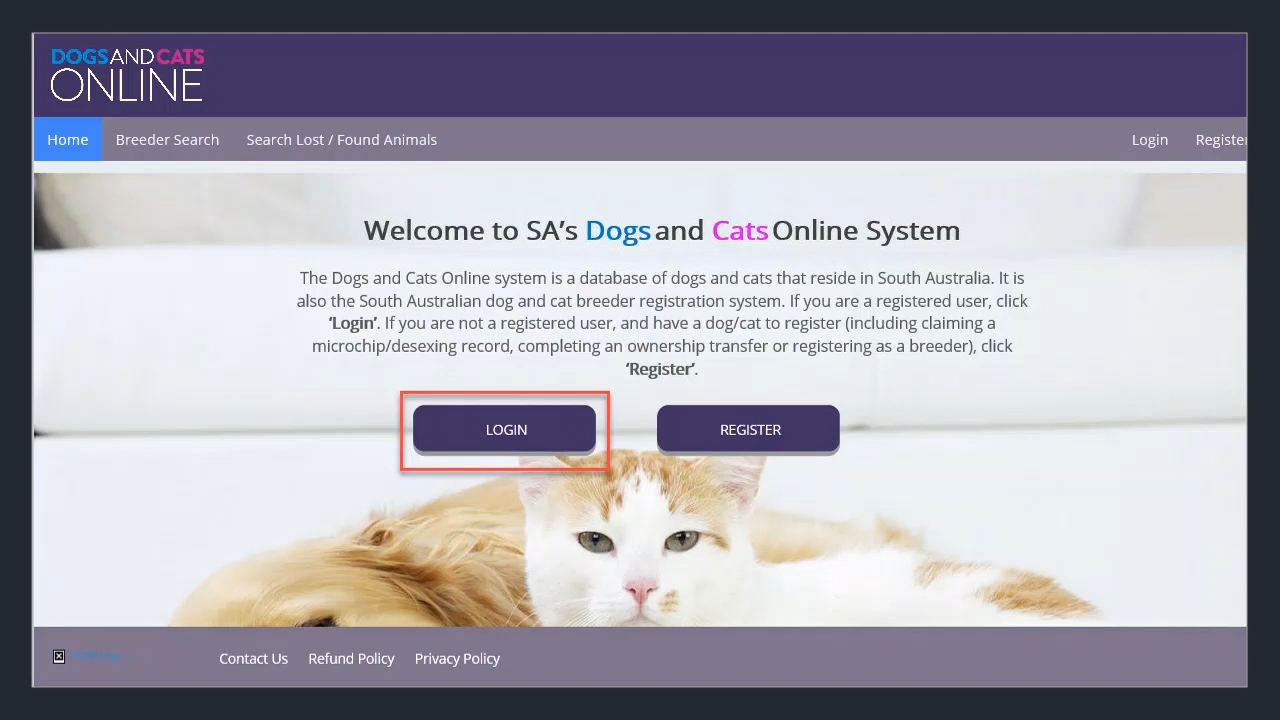 DOGSANDCATS
ONLINE
Home Breeder Search Search Lost / Found Animals Login Register
Welcome to SA's Dogs and Cats Online System
The Dogs and Cats Online system is a database of dogs and cats that reside in South Australia. It is
also the South Australian dog and cat breeder registration system. If you are a registered user, click
‘Login’. If you are not a registered user, and have a dog/cat to register (including claiming a
microchip/desexing record, completing an ownership transfer or registering as a breeder), click
‘Register’.
LOGIN REGISTER
Contact Us Refund Policy Privacy Policy